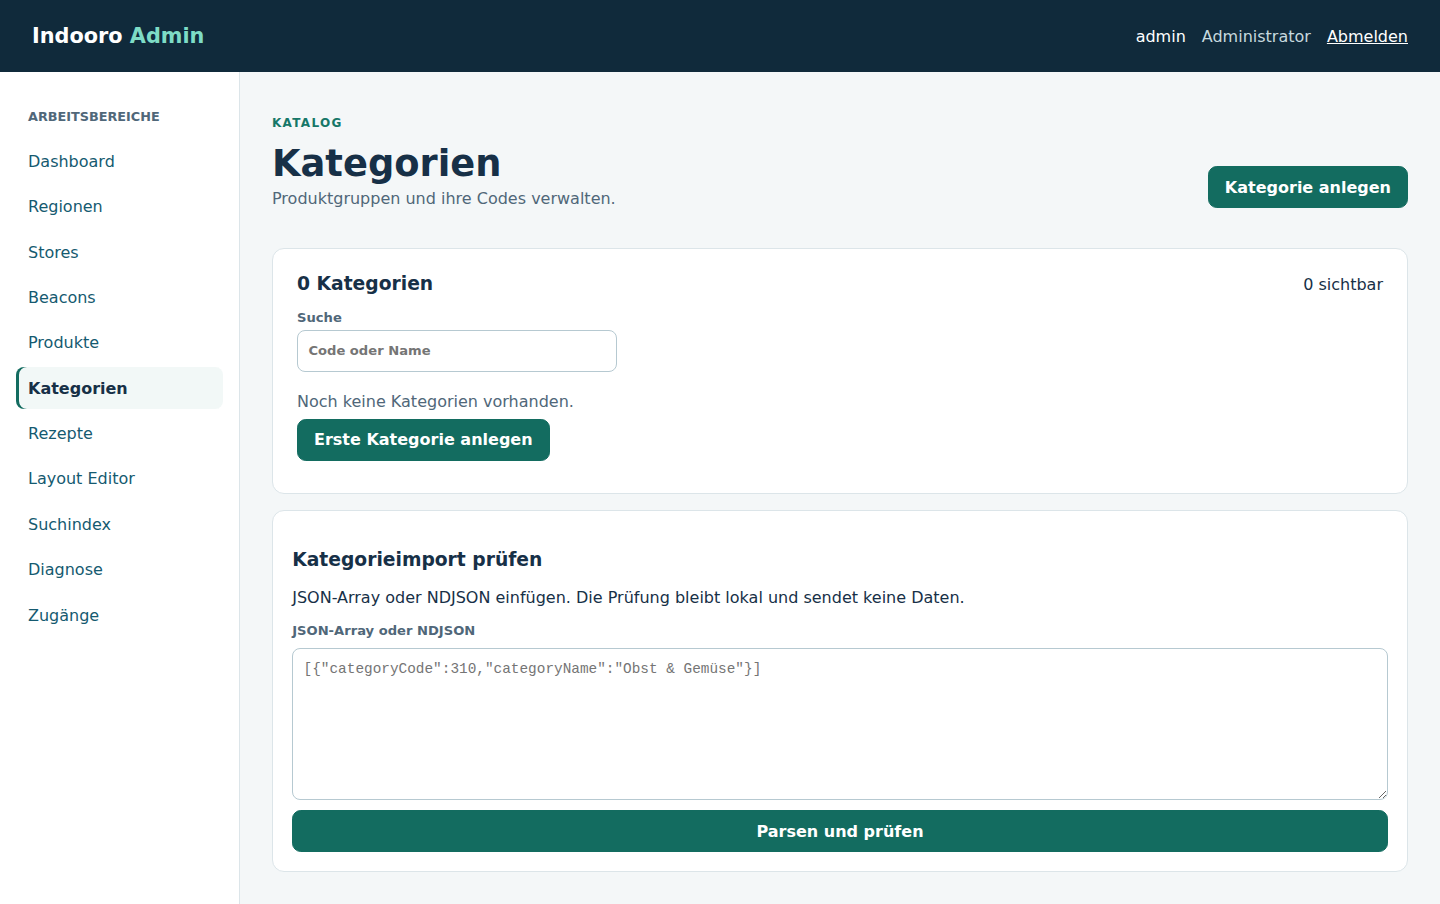 Indooro Admin
admin Administrator Abmelden
ARBEITSBEREICHE
Dashboard
Regionen
Stores
Beacons
Produkte
Kategorien
Rezepte
Layout Editor
Suchindex
Diagnose
Zugänge
KATALOG
Kategorien
Produktgruppen und ihre Codes verwalten.
Kategorie anlegen
0 Kategorien
0 sichtbar
Suche
Code oder Name
Noch keine Kategorien vorhanden.
Erste Kategorie anlegen
Kategorieimport prüfen
JSON-Array oder NDJSON einfügen. Die Prüfung bleibt lokal und sendet keine Daten.
JSON-Array oder NDJSON
[{"categoryCode":310,"categoryName":"Obst & Gemüse"}]
Parsen und prüfen